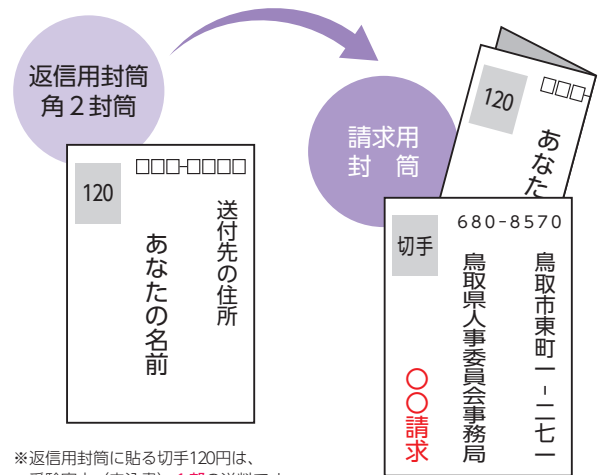 返信用封筒
角2封筒
120
□□□-□□□□
送付先の住所
あなたの名前
請求用
封筒
120
□□□-
あなた
切手
680-8570
鳥取市東町一-二七一
鳥取県人事委員会事務局
〇〇請求
※返信用封筒に貼る切手120円は、